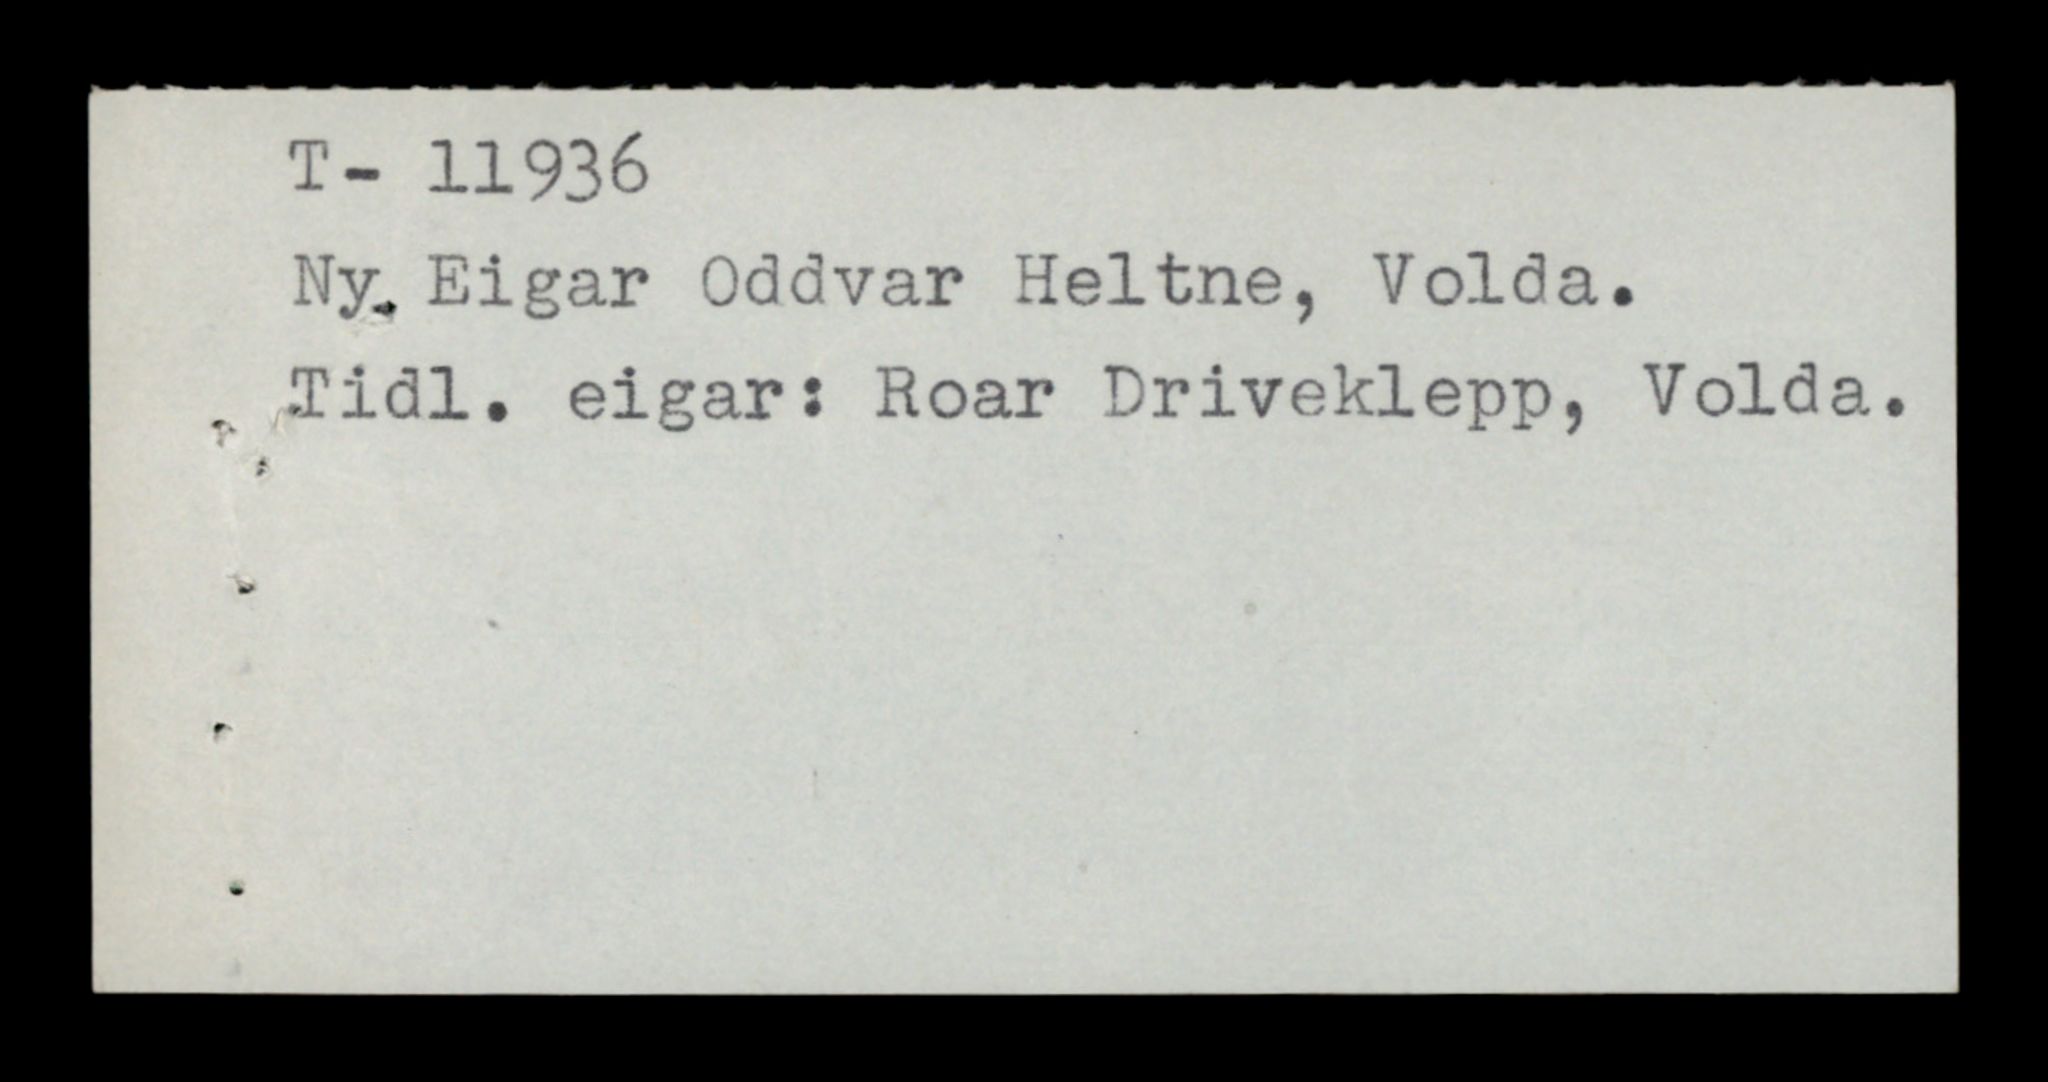 T- 11936
Ny Eigar Oddvar Heltne, Volda.
Tidl. eigar: Roar Driveklepp, Volda.